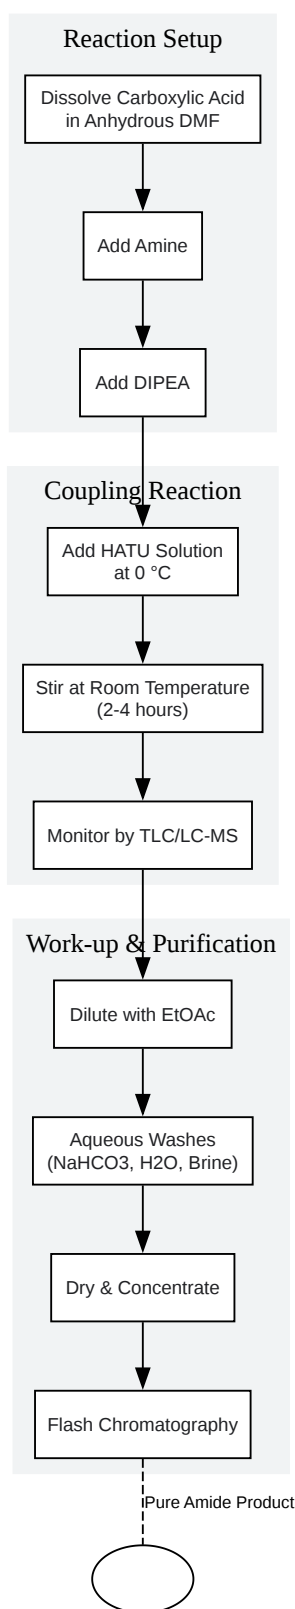 Reaction Setup
Dissolve Carboxylic Acid
in Anhydrous DMF
Add Amine
Add DIPEA
Coupling Reaction
Add HATU Solution
at 0 °C
Stir at Room Temperature
(2-4 hours)
Monitor by TLC/LC-MS
Work-up & Purification
Dilute with EtOAc
Aqueous Washes
(NaHCO3, H2O, Brine)
Dry & Concentrate
Flash Chromatography
Pure Amide Product